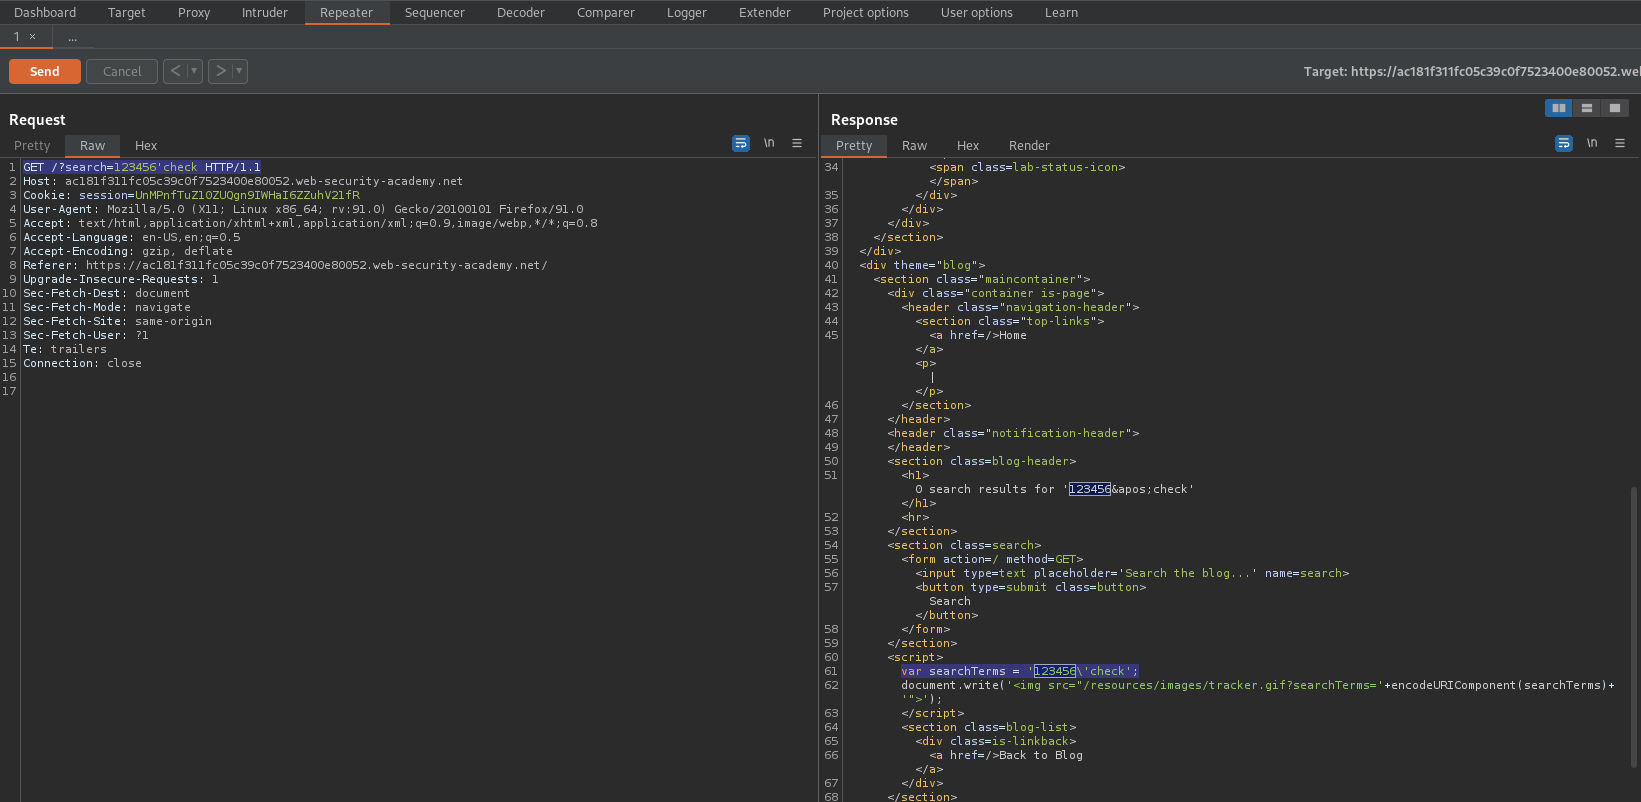 Dashboard Target Proxy Intruder Repeater Sequencer Decoder Comparer Logger Extender Project options User options Learn
1 × ...
Send Cancel < ▼ > ▼ Target: https://ac181f311fc05c39c0f7523400e80052.we
Request
Pretty Raw Hex \n
1 GET /?search=123456'check HTTP/1.1
2 Host: ac181f311fc05c39c0f7523400e80052.web-security-academy.net
3 Cookie: session=UnMPnfTuZ10ZUQgn9IWHaI6ZZuhV21fR
4 User-Agent: Mozilla/5.0 (X11; Linux x86_64; rv:91.0) Gecko/20100101 Firefox/91.0
5 Accept: text/html,application/xhtml+xml,application/xml;q=0.9,image/webp,*/*;q=0.8
6 Accept-Language: en-US,en;q=0.5
7 Accept-Encoding: gzip, deflate
8 Referer: https://ac181f311fc05c39c0f7523400e80052.web-security-academy.net/
9 Upgrade-Insecure-Requests: 1
10 Sec-Fetch-Dest: document
11 Sec-Fetch-Mode: navigate
12 Sec-Fetch-Site: same-origin
13 Sec-Fetch-User: ?1
14 Te: trailers
15 Connection: close
16
17
Response
Pretty Raw Hex Render \n
34 <span class=lab-status-icon>
</span>
35 </div>
36 </div>
37 </div>
38 </section>
39 </div>
40 <div theme="blog">
41 <section class="maincontainer">
42 <div class="container is-page">
43 <header class="navigation-header">
44 <section class="top-links">
45 <a href=/>Home
</a>
<p>
|
</p>
46 </section>
47 </header>
48 <header class="notification-header">
49 </header>
50 <section class=blog-header>
51 <h1>
0 search results for '123456&apos;check'
</h1>
52 <hr>
53 </section>
54 <section class=search>
55 <form action=/ method=GET>
56 <input type=text placeholder='Search the blog...' name=search>
57 <button type=submit class=button>
Search
</button>
58 </form>
59 </section>
60 <script>
61 var searchTerms = '123456\'check';
62 document.write('<img src="/resources/images/tracker.gif?searchTerms='+encodeURIComponent(searchTerms)+
'">');
63 </script>
64 <section class=blog-list>
65 <div class=is-linkback>
66 <a href=/>Back to Blog
</a>
67 </div>
68 </section>